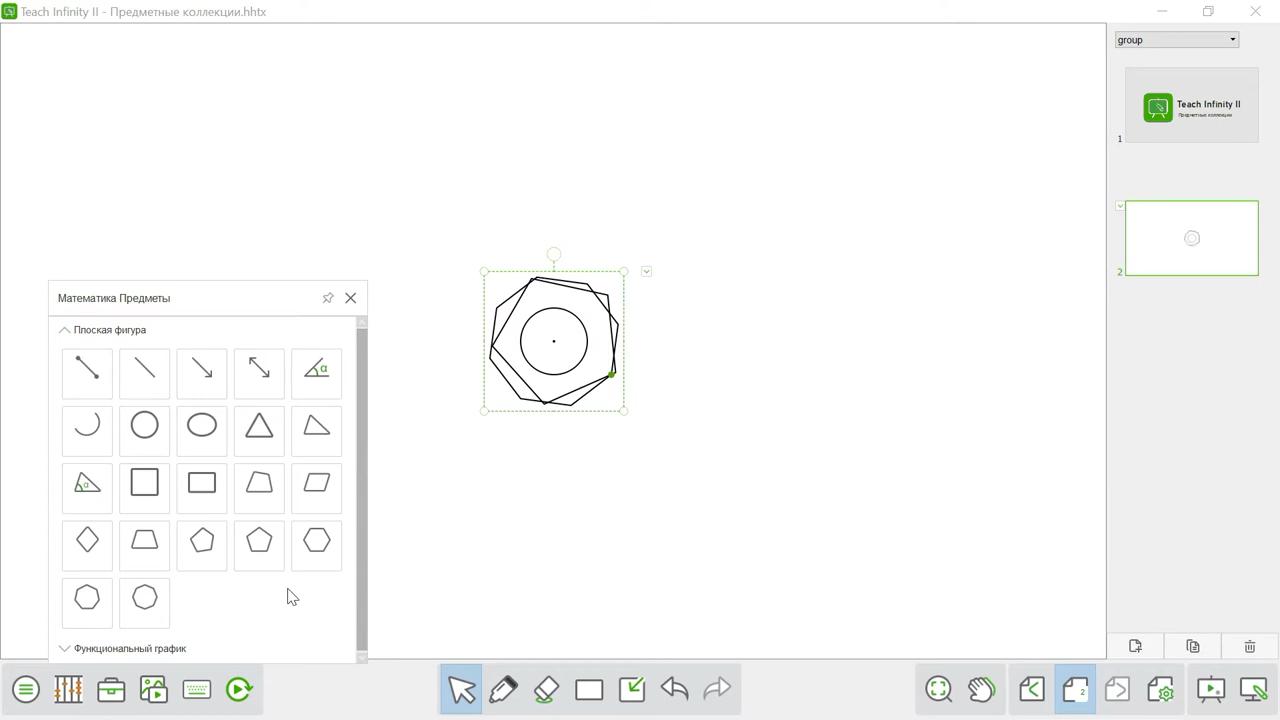 Teach Infinity II - Предметные коллекции.hhtx
group
Teach Infinity II
Предметные коллекции
1
2
Математика Предметы
Плоская фигура
α
α
Функциональный график
2